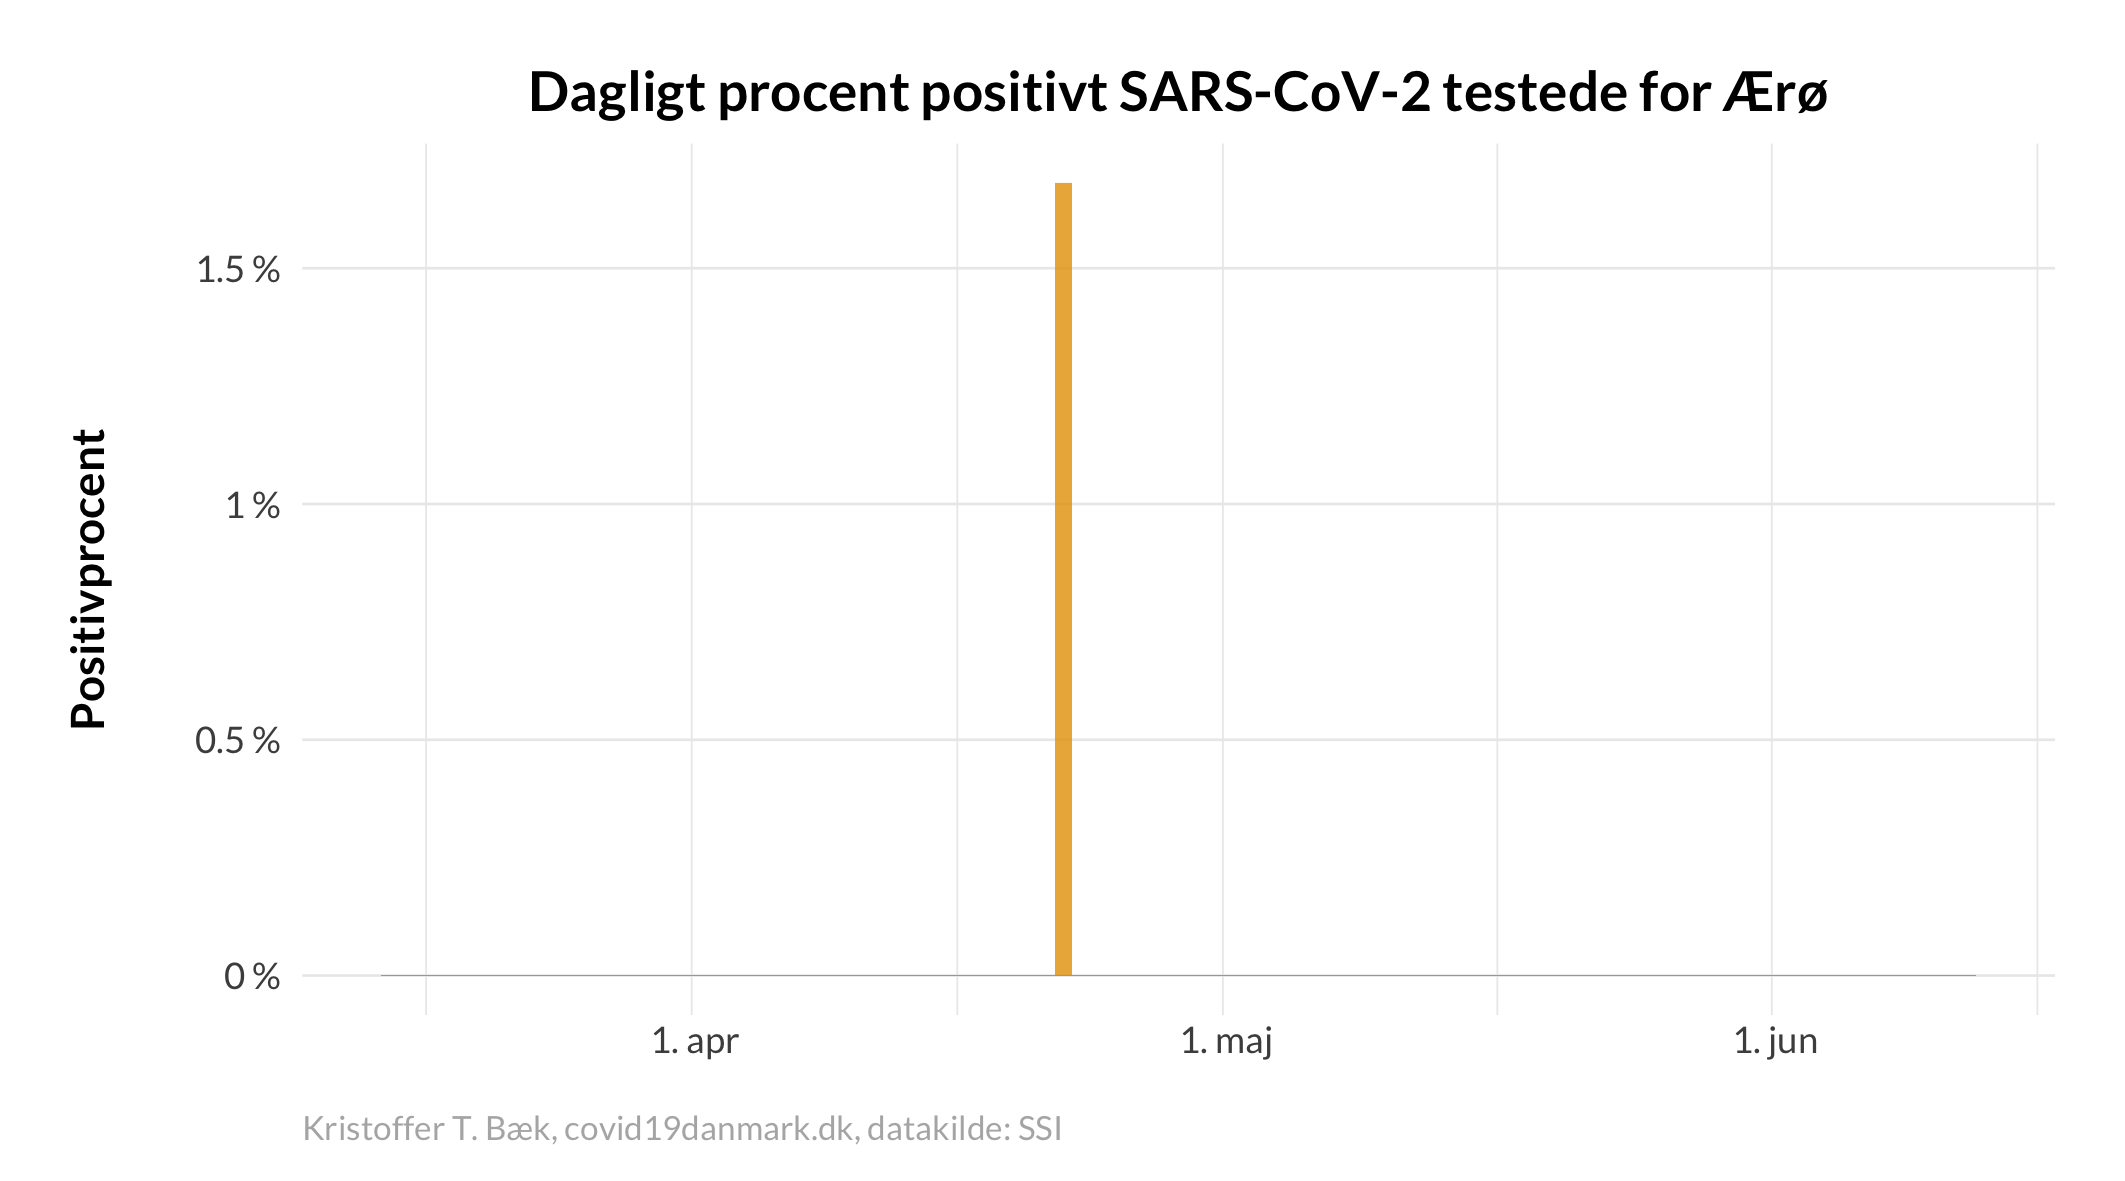 Dagligt procent positivt SARS-CoV-2 testede for Ærø
Positivprocent
1.5 %
1 %
0.5 %
0 %
1. apr
1. maj
1. jun
Kristoffer T. Bæk, covid19danmark.dk, datakilde: SSI